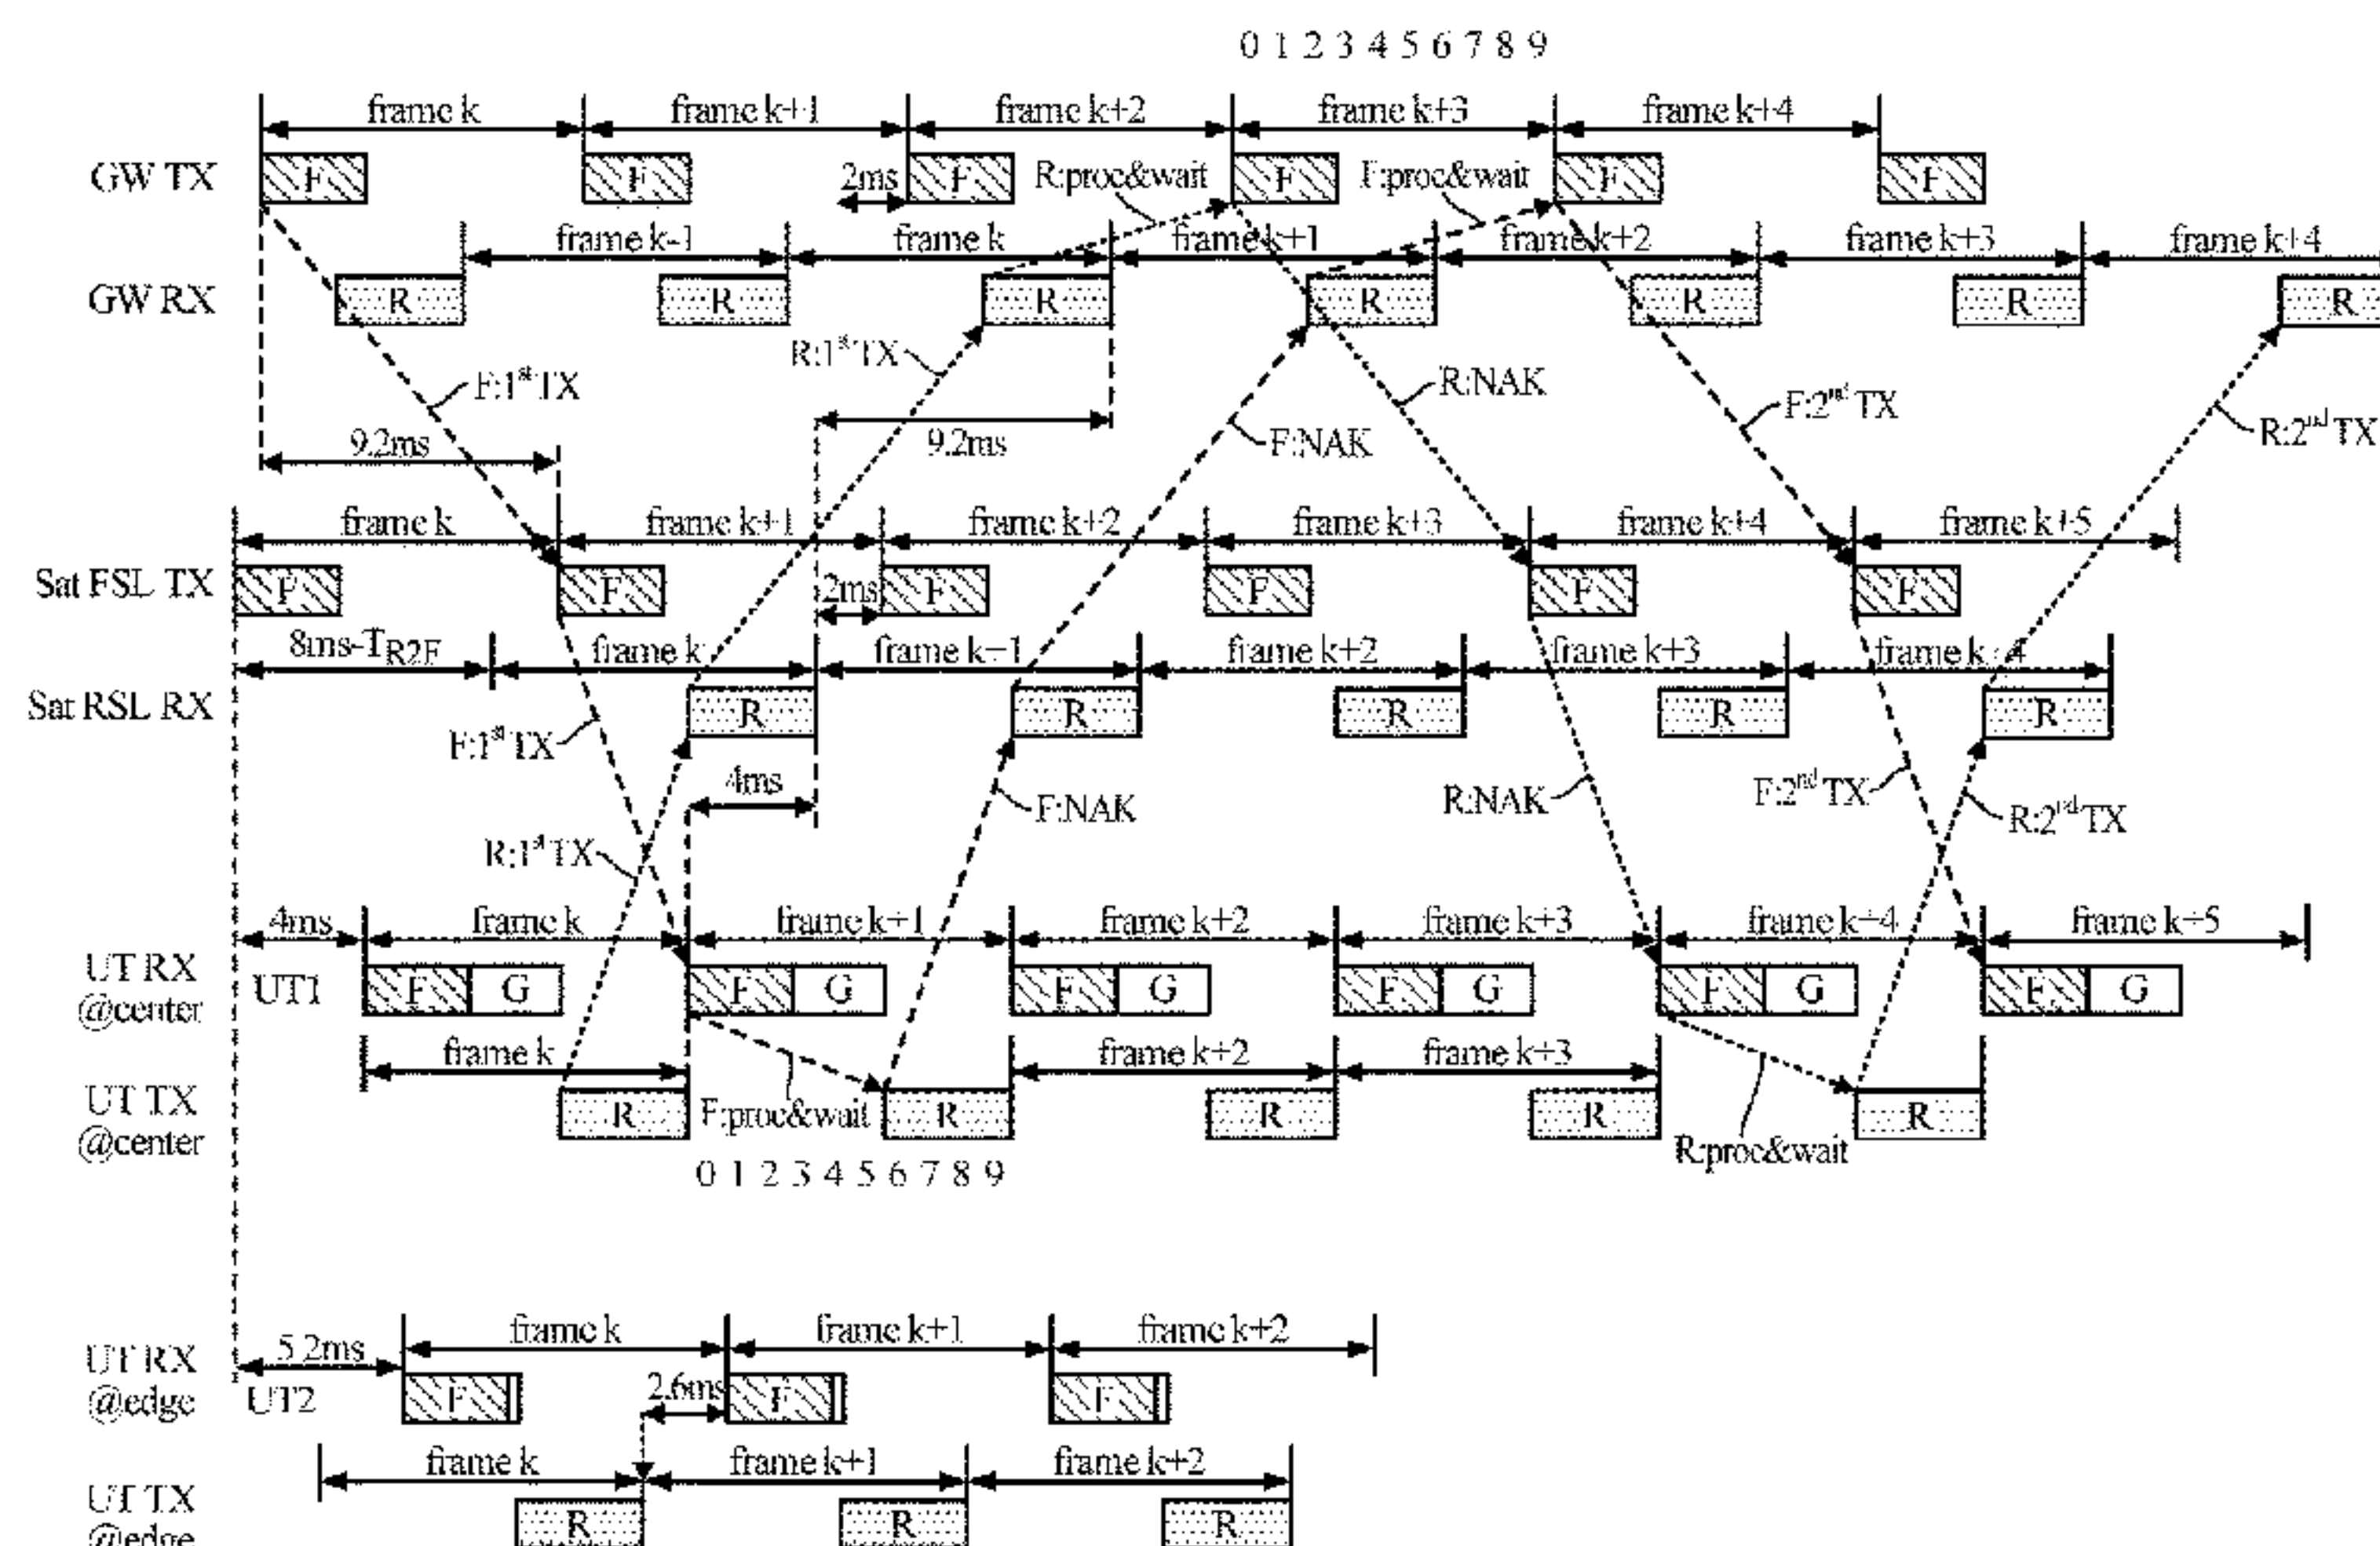 0 1 2 3 4 5 6 7 8 9
frame k frame k+1 frame k+2 frame k+3 frame k+4
GW TX F F 2ms F R:proc&wait F F:proc&wait F F
frame k-1 frame k frame k+1 frame k+2 frame k+3 frame k+4
GW RX R R R R R R R
R:1st TX R:NAK
F:1st TX F:2nd TX
9.2ms 9.2ms F:NAK R:2nd TX
frame k frame k+1 frame k+2 frame k+3 frame k+4 frame k+5
Sat FSL TX F F 2ms F F F F
8ms-TR2F frame k frame k+1 frame k+2 frame k+3 frame k+4
Sat RSL RX R R R R R
F:1st TX
4ms F:NAK R:NAK F:2nd TX R:2nd TX
R:1st TX
4ms frame k frame k+1 frame k+2 frame k+3 frame k+4 frame k+5
UT RX
@center
UT1 F G F G F G F G F G F G
frame k frame k+2 frame k+3
UT TX
@center
R F:proc&wait R R R R
R:proc&wait
0 1 2 3 4 5 6 7 8 9
frame k frame k+1 frame k+2
UT RX
@edge
5.2ms
UT2 F 2.6ms F F
frame k frame k+1 frame k+2
UT TX
@edge
R R R